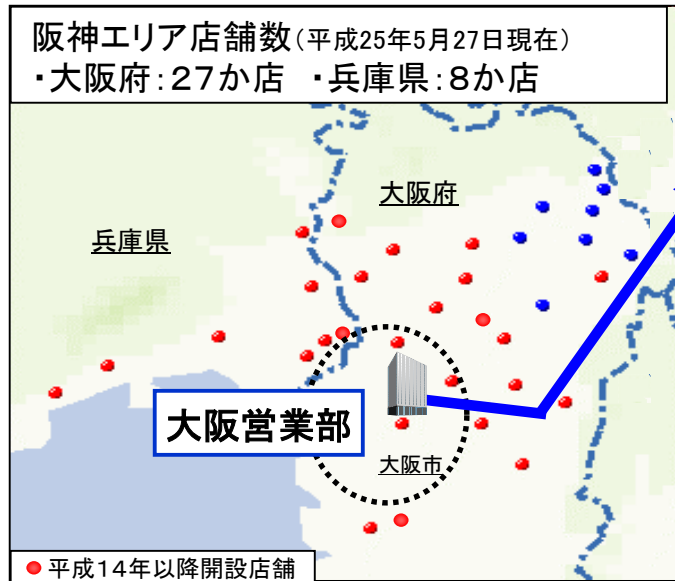 阪神エリア店舗数(平成25年5月27日現在)
・大阪府:27か店 ・兵庫県:8か店
大阪府
兵庫県
大阪営業部
大阪市
平成14年以降開設店舗